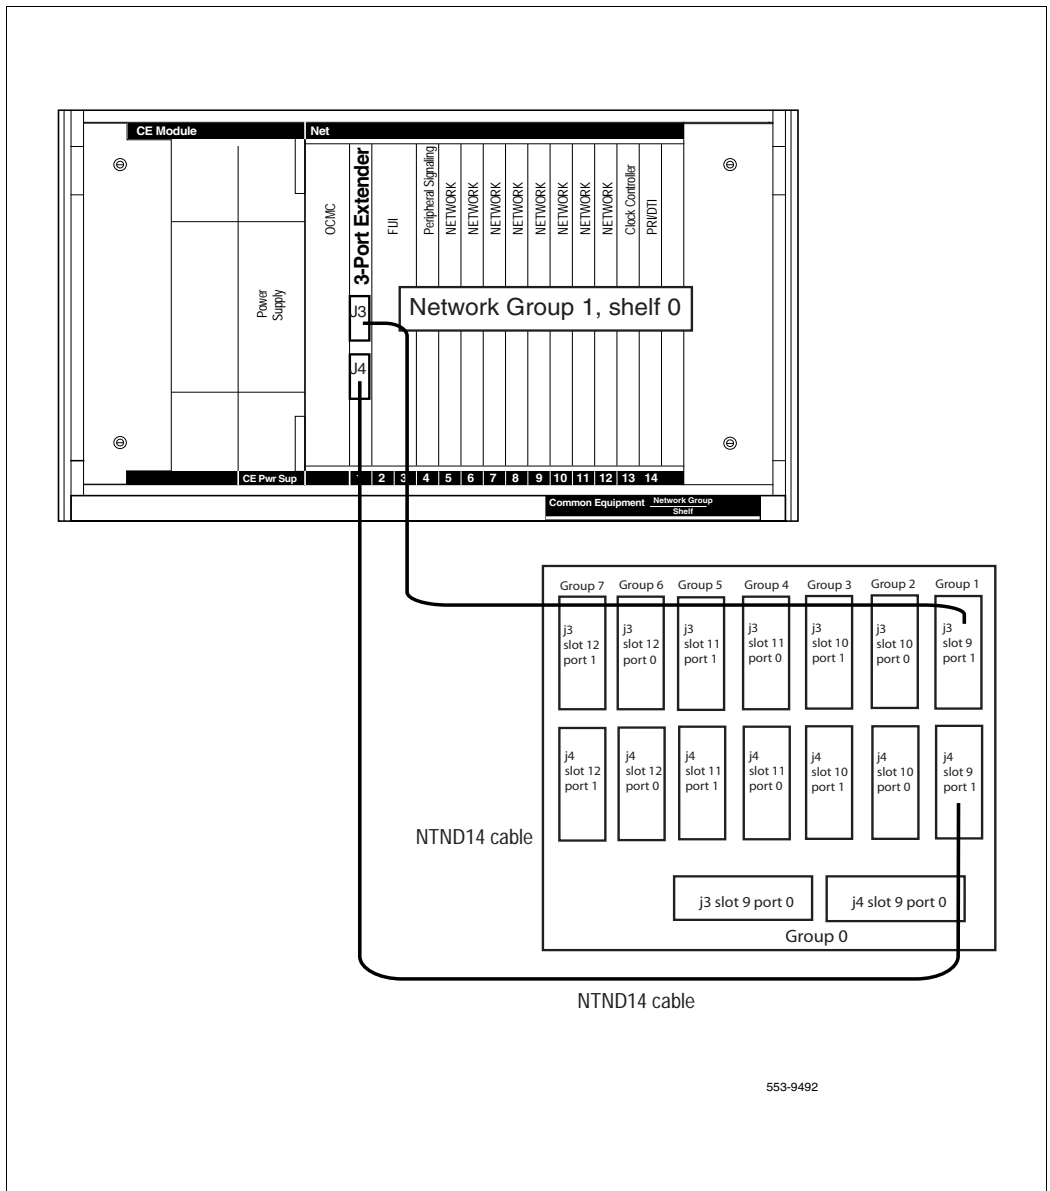 CE Module
Net
OCMC
3-Port Extender
FIJI
Peripheral Signaling
NETWORK
NETWORK
NETWORK
NETWORK
NETWORK
NETWORK
NETWORK
NETWORK
Clock Controller
PRI/DTI
Power
Supply
J3
Network Group 1, shelf 0
J4
CE Pwr Sup
1 2 3 4 5 6 7 8 9 10 11 12 13 14
Common Equipment
Network Group
Shelf
Group 7 Group 6 Group 5 Group 4 Group 3 Group 2 Group 1
j3
slot 12
port 1
j3
slot 12
port 0
j3
slot 11
port 1
j3
slot 11
port 0
j3
slot 10
port 1
j3
slot 10
port 0
j3
slot 9
port 1
j4
slot 12
port 1
j4
slot 12
port 0
j4
slot 11
port 1
j4
slot 11
port 0
j4
slot 10
port 1
j4
slot 10
port 0
j4
slot 9
port 1
NTND14 cable
j3 slot 9 port 0
j4 slot 9 port 0
Group 0
NTND14 cable
553-9492